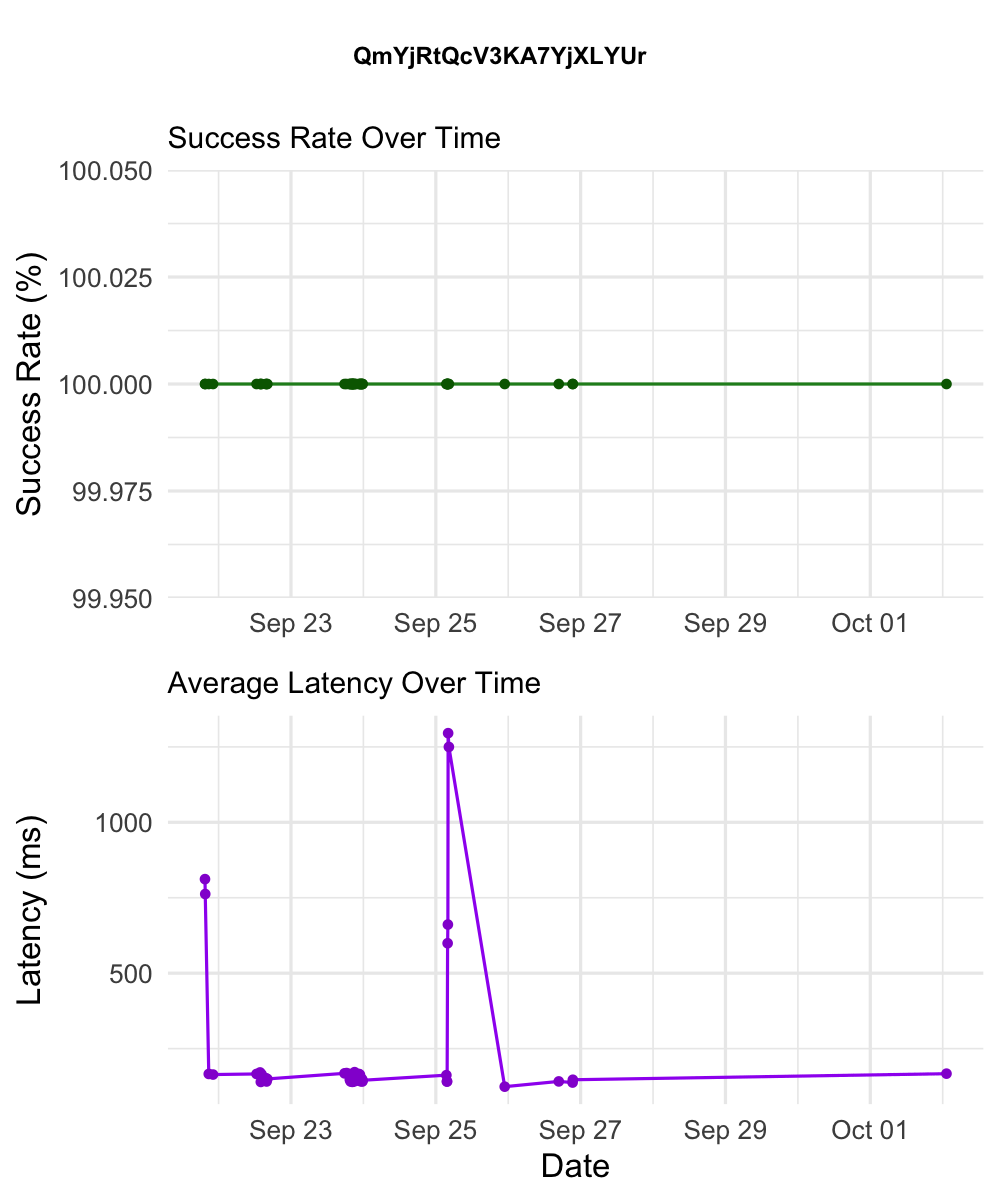 QmYjRtQcV3KA7YjXLYUr
Success Rate Over Time
100.050
100.025
100.000
99.975
99.950
Success Rate (%)
Sep 23 Sep 25 Sep 27 Sep 29 Oct 01
Average Latency Over Time
1000
500
Latency (ms)
Sep 23 Sep 25 Sep 27 Sep 29 Oct 01
Date